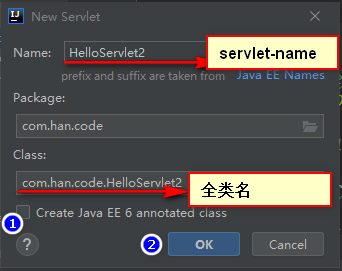 New Servlet
Name: HelloServlet2 servlet-name
prefix and suffix are taken from Java EE Names
Package:
com.han.code
Class:
com.han.code.HelloServlet2 全类名
1 Create Java EE 6 annotated class
? 2 OK Cancel